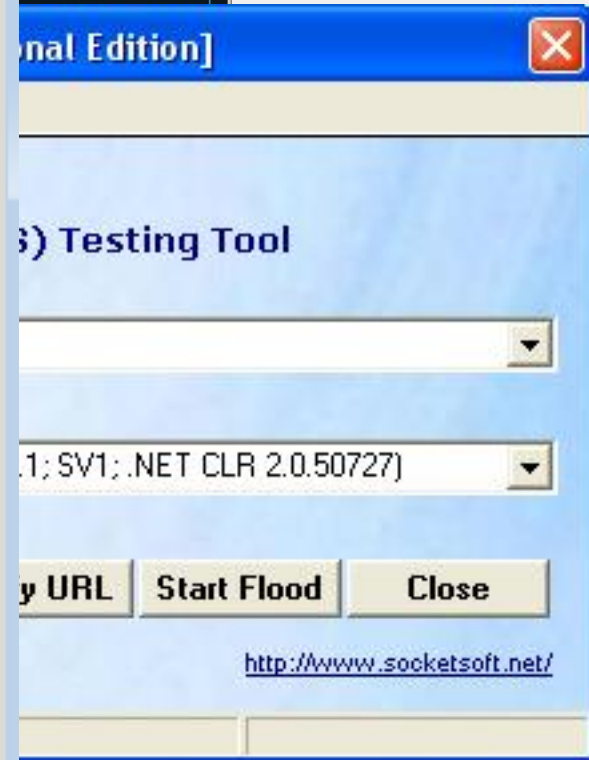 nal Edition]
S) Testing Tool
.1; SV1; .NET CLR 2.0.50727)
y URL
Start Flood
Close
http://www.socketsoft.net/